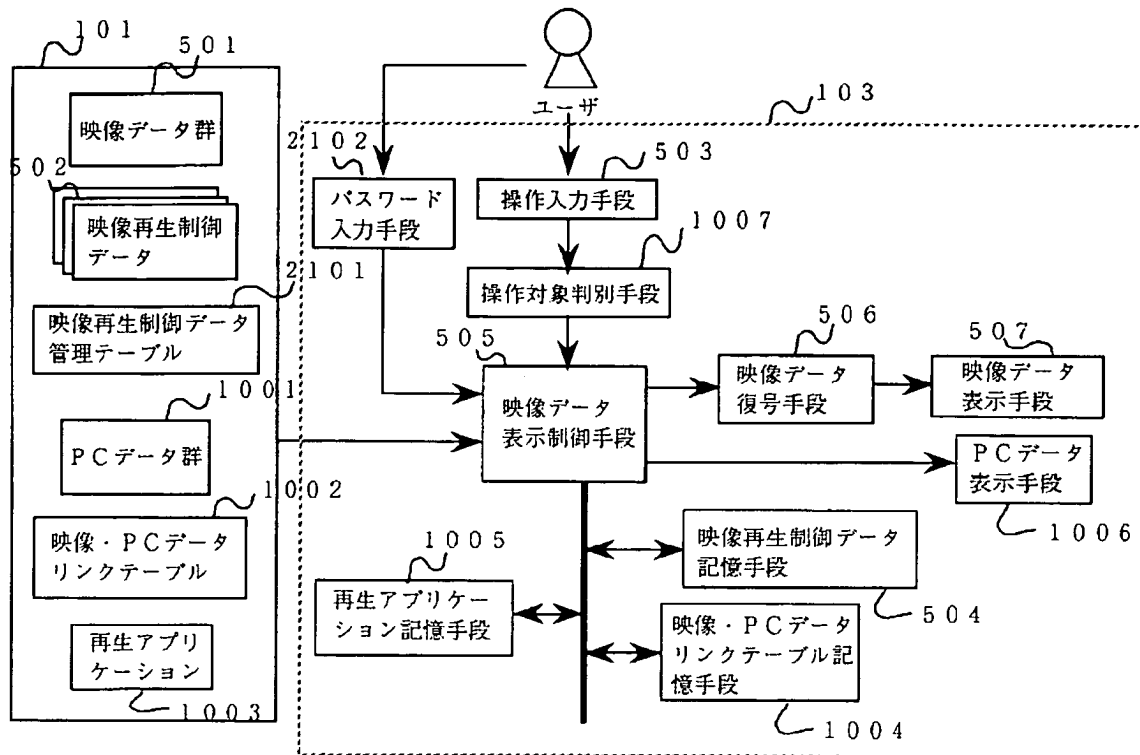 １０１
５０１
映像データ群
５０２
映像再生制御
データ
２１０１
映像再生制御データ
管理テーブル
１００１
ＰＣデータ群
１００２
映像・ＰＣデータ
リンクテーブル
再生アプリ
ケーション
１００３
ユーザ
１０３
２１０２
パスワード
入力手段
５０３
操作入力手段
１００７
操作対象判別手段
５０５
映像データ
表示制御手段
５０６
映像データ
復号手段
５０７
映像データ
表示手段
ＰＣデータ
表示手段
１００６
１００５
再生アプリケー
ション記憶手段
映像再生制御データ
記憶手段
５０４
映像・ＰＣデータ
リンクテーブル記
憶手段
１００４